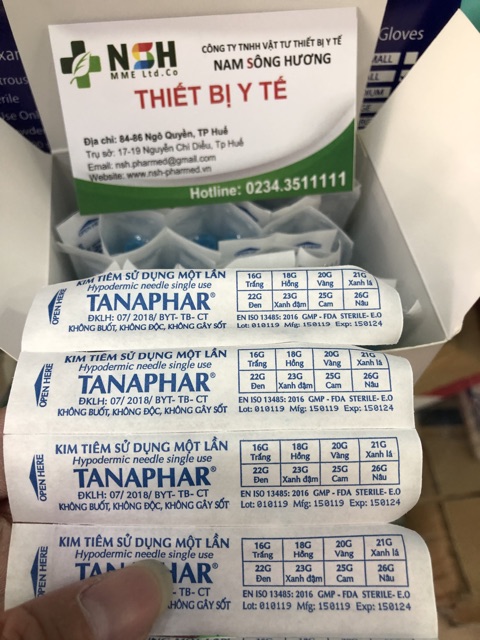 Gloves
NSH
MME Ltd.Co
CÔNG TY TNHH VẬT TƯ THIẾT BỊ Y TẾ
NAM SÔNG HƯƠNG
THIẾT BỊ Y TẾ
Địa chỉ: 84-86 Ngô Quyền, TP Huế
Trụ sở: 17-19 Nguyễn Chí Diểu, Tp Huế
Email: nsh.pharmed@gmail.com
Website: www.nsh-pharmed.vn
Hotline: 0234.3511111
OPEN HERE
KIM TIÊM SỬ DỤNG MỘT LẦN
Hypodermic needle single use
TANAPHAR®
ĐKLH: 07/ 2018/ BYT- TB- CT
KHÔNG BUỐT, KHÔNG ĐỘC, KHÔNG GÂY SỐT
16G 18G 20G 21G
Trắng Hồng Vàng Xanh lá
22G 23G 25G 26G
Đen Xanh đậm Cam Nâu
EN ISO 13485: 2016 GMP - FDA STERILE- E.O
Lot: 010119 Mfg: 150119 Exp: 150124
OPEN HERE
KIM TIÊM SỬ DỤNG MỘT LẦN
Hypodermic needle single use
TANAPHAR®
ĐKLH: 07/ 2018/ BYT- TB- CT
KHÔNG BUỐT, KHÔNG ĐỘC, KHÔNG GÂY SỐT
16G 18G 20G 21G
Trắng Hồng Vàng Xanh lá
22G 23G 25G 26G
Đen Xanh đậm Cam Nâu
EN ISO 13485: 2016 GMP - FDA STERILE- E.O
Lot: 010119 Mfg: 150119 Exp: 150124
OPEN HERE
KIM TIÊM SỬ DỤNG MỘT LẦN
Hypodermic needle single use
TANAPHAR®
ĐKLH: 07/ 2018/ BYT- TB- CT
KHÔNG BUỐT, KHÔNG ĐỘC, KHÔNG GÂY SỐT
16G 18G 20G 21G
Trắng Hồng Vàng Xanh lá
22G 23G 25G 26G
Đen Xanh đậm Cam Nâu
EN ISO 13485: 2016 GMP - FDA STERILE- E.O
Lot: 010119 Mfg: 150119 Exp: 150124
OPEN HERE
KIM TIÊM SỬ DỤNG MỘT LẦN
Hypodermic needle single use
TANAPHAR®
- TB- CT
KHÔNG GÂY SỐT
16G 18G 20G 21G
Trắng Hồng Vàng Xanh lá
22G 23G 25G 26G
Đen Xanh đậm Cam Nâu
EN ISO 13485: 2016 GMP - FDA STERILE- E.O
Lot: 010119 Mfg: 150119 Exp: 150124